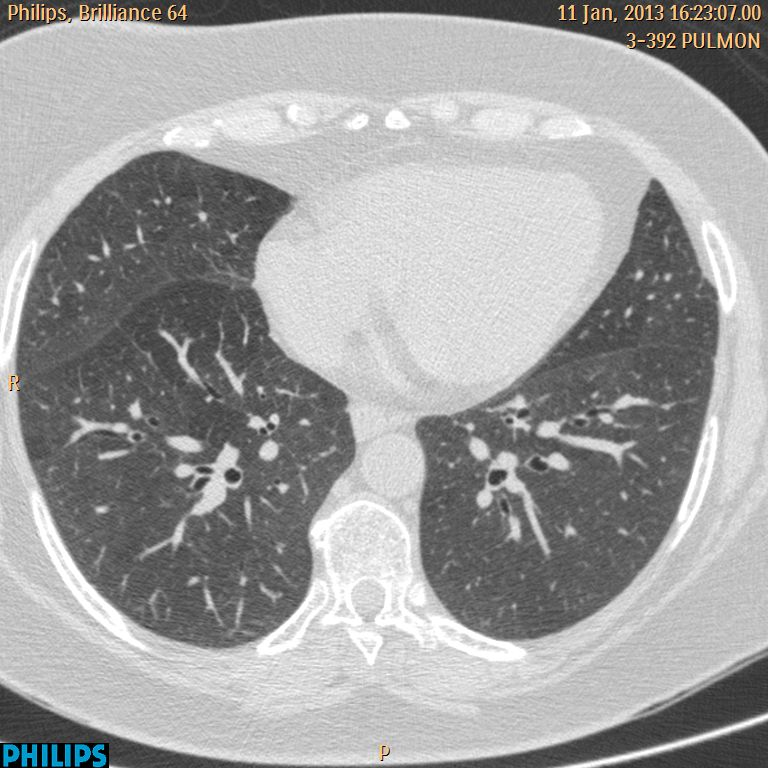 Philips, Brilliance 64
11 Jan, 2013 16:23:07.00
3-392 PULMON
R
P
PHILIPS